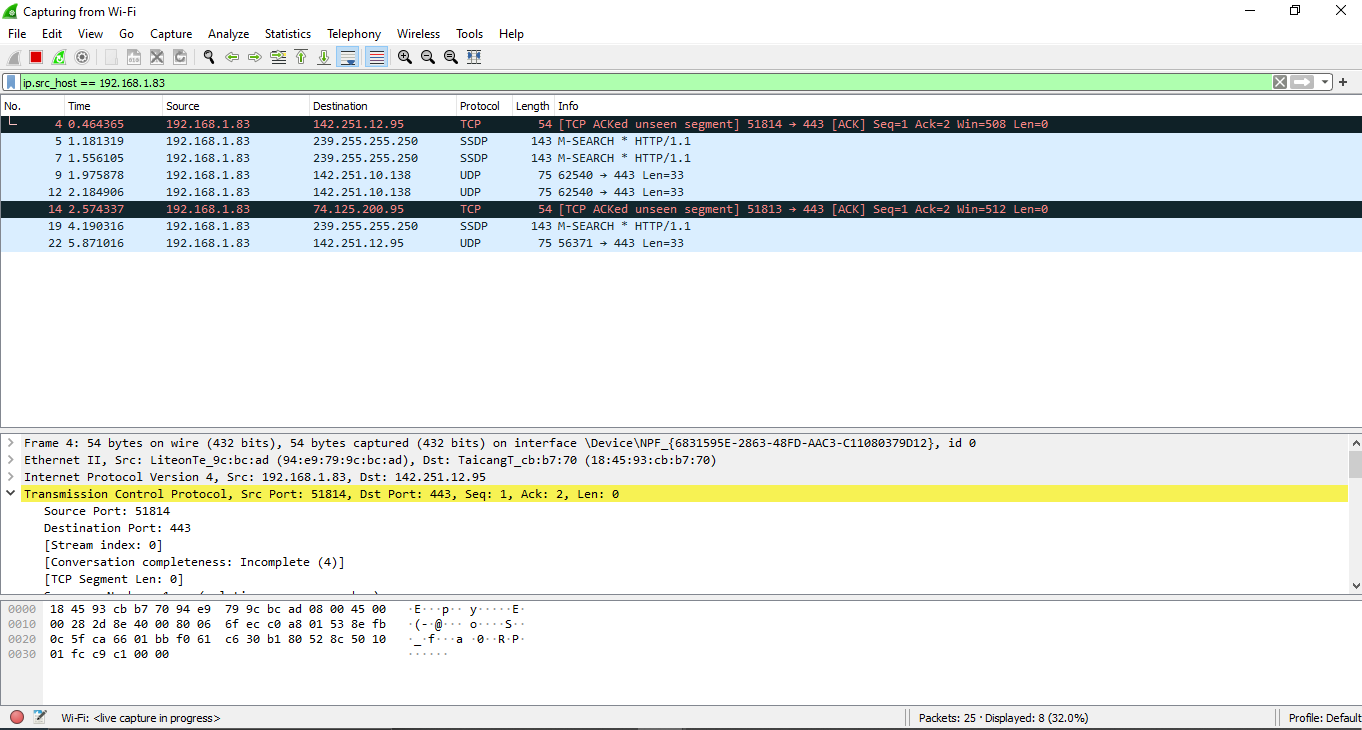 Capturing from Wi-Fi
File Edit View Go Capture Analyze Statistics Telephony Wireless Tools Help
ip.src_host == 192.168.1.83
No. Time Source Destination Protocol Length Info
4 0.464365 192.168.1.83 142.251.12.95 TCP 54 [TCP ACKed unseen segment] 51814 → 443 [ACK] Seq=1 Ack=2 Win=508 Len=0
5 1.181319 192.168.1.83 239.255.255.250 SSDP 143 M-SEARCH * HTTP/1.1
7 1.556105 192.168.1.83 239.255.255.250 SSDP 143 M-SEARCH * HTTP/1.1
9 1.975878 192.168.1.83 142.251.10.138 UDP 75 62540 → 443 Len=33
12 2.184906 192.168.1.83 142.251.10.138 UDP 75 62540 → 443 Len=33
14 2.574337 192.168.1.83 74.125.200.95 TCP 54 [TCP ACKed unseen segment] 51813 → 443 [ACK] Seq=1 Ack=2 Win=512 Len=0
19 4.190316 192.168.1.83 239.255.255.250 SSDP 143 M-SEARCH * HTTP/1.1
22 5.871016 192.168.1.83 142.251.12.95 UDP 75 56371 → 443 Len=33
Frame 4: 54 bytes on wire (432 bits), 54 bytes captured (432 bits) on interface \Device\NPF_{6831595E-2863-48FD-AAC3-C11080379D12}, id 0
Ethernet II, Src: LiteonTe_9c:bc:ad (94:e9:79:9c:bc:ad), Dst: TaicangT_cb:b7:70 (18:45:93:cb:b7:70)
Internet Protocol Version 4, Src: 192.168.1.83, Dst: 142.251.12.95
Transmission Control Protocol, Src Port: 51814, Dst Port: 443, Seq: 1, Ack: 2, Len: 0
Source Port: 51814
Destination Port: 443
[Stream index: 0]
[Conversation completeness: Incomplete (4)]
[TCP Segment Len: 0]
0000 18 45 93 cb b7 70 94 e9 79 9c bc ad 08 00 45 00 ·E···p·· y·····E·
0010 00 28 2d 8e 40 00 80 06 6f ec c0 a8 01 53 8e fb ·(-·@··· o····S··
0020 0c 5f ca 66 01 bb f0 61 c6 30 b1 80 52 8c 50 10 ·_·f···a ·0··R·P·
0030 01 fc c9 c1 00 00 ······
Wi-Fi: <live capture in progress>
Packets: 25 · Displayed: 8 (32.0%)
Profile: Default